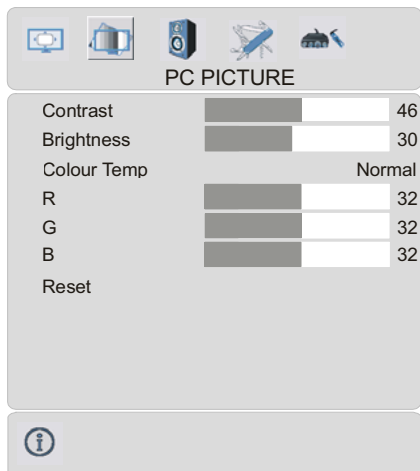 PC PICTURE
Contrast 46
Brightness 30
Colour Temp Normal
R 32
G 32
B 32
Reset